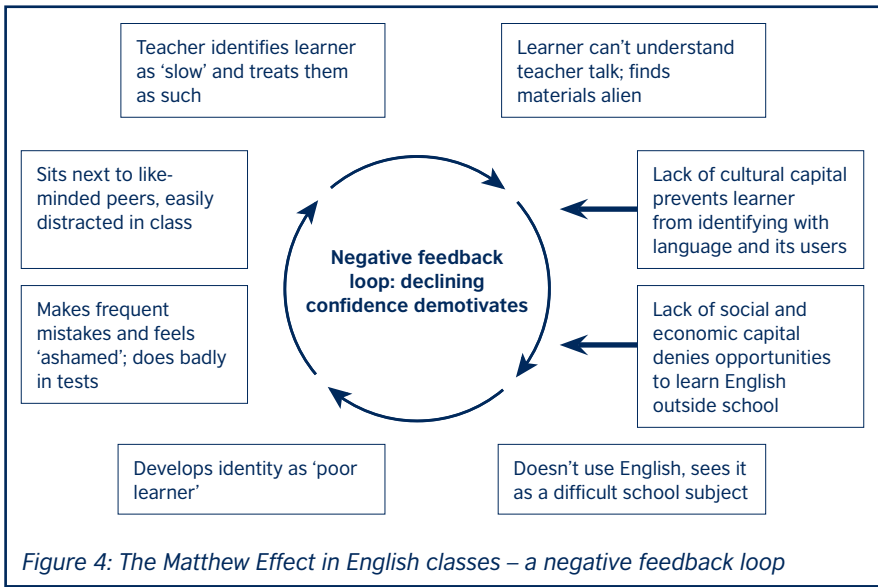 Teacher identifies learner
as ‘slow’ and treats them
as such
Learner can’t understand
teacher talk; finds
materials alien
Sits next to like-
minded peers, easily
distracted in class
Lack of cultural capital
prevents learner
from identifying with
language and its users
Negative feedback
loop: declining
confidence demotivates
Makes frequent
mistakes and feels
‘ashamed’; does badly
in tests
Lack of social and
economic capital
denies opportunities
to learn English
outside school
Develops identity as ‘poor
learner’
Doesn’t use English, sees it
as a difficult school subject
Figure 4: The Matthew Effect in English classes – a negative feedback loop